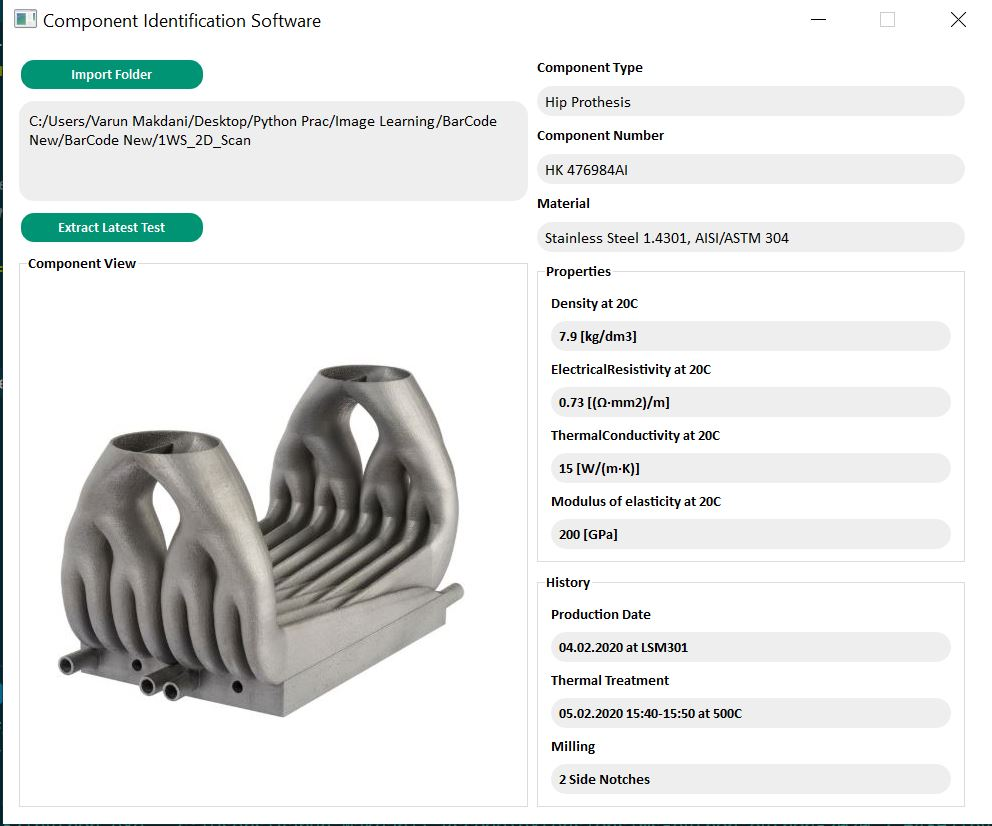 Component Identification Software
Import Folder
C:/Users/Varun Makdani/Desktop/Python Prac/Image Learning/BarCode
New/BarCode New/1WS_2D_Scan
Extract Latest Test
Component View
Component Type
Hip Prothesis
Component Number
HK 476984AI
Material
Stainless Steel 1.4301, AISI/ASTM 304
Properties
Density at 20C
7.9 [kg/dm3]
ElectricalResistivity at 20C
0.73 [(Ω·mm2)/m]
ThermalConductivity at 20C
15 [W/(m·K)]
Modulus of elasticity at 20C
200 [GPa]
History
Production Date
04.02.2020 at LSM301
Thermal Treatment
05.02.2020 15:40-15:50 at 500C
Milling
2 Side Notches